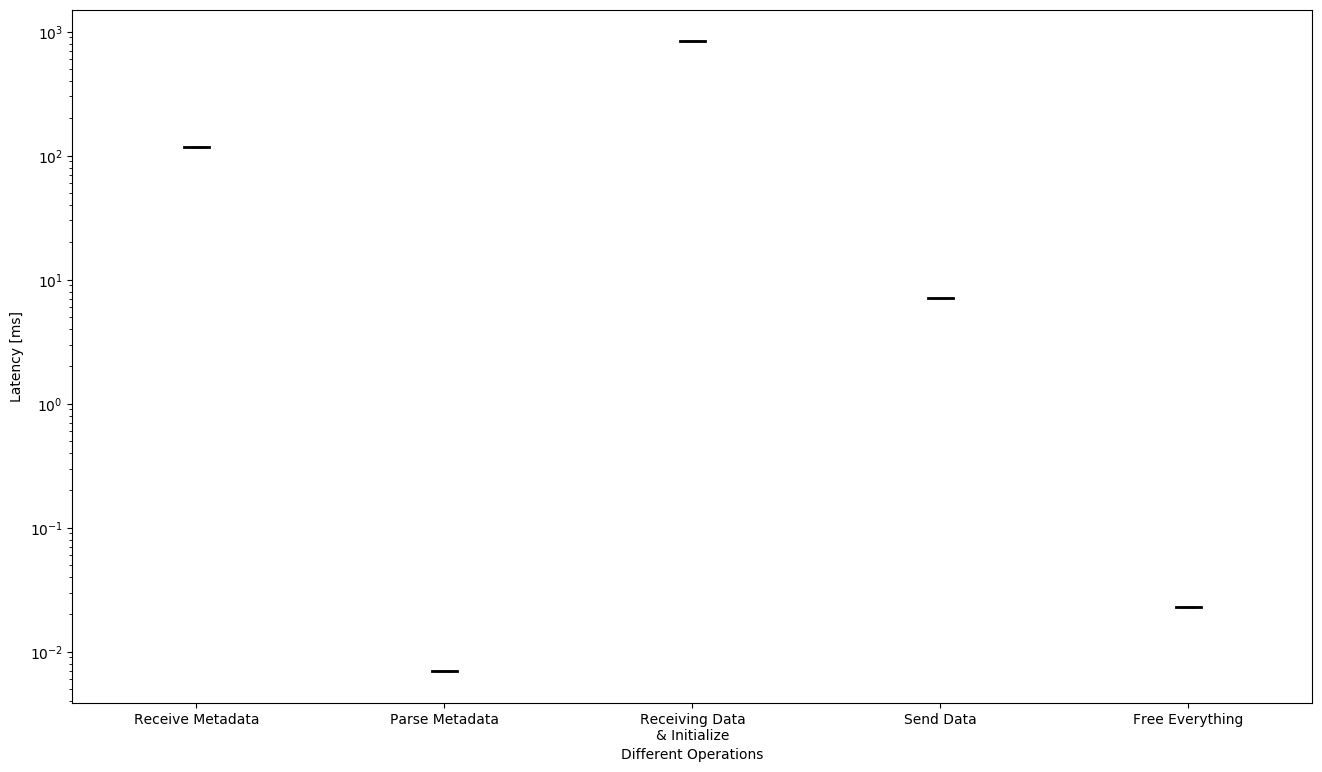 Latency [ms]
10³
10²
10¹
10⁰
10⁻¹
10⁻²
Receive Metadata
Parse Metadata
Receiving Data
& Initialize
Send Data
Free Everything
Different Operations